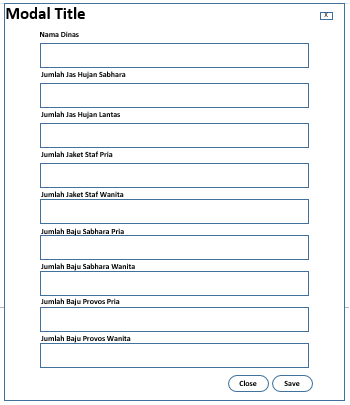 Modal Title
X
Nama Dinas
Jumlah Jas Hujan Sabhara
Jumlah Jas Hujan Lantas
Jumlah Jaket Staf Pria
Jumlah Jaket Staf Wanita
Jumlah Baju Sabhara Pria
Jumlah Baju Sabhara Wanita
Jumlah Baju Provos Pria
Jumlah Baju Provos Wanita
Close Save